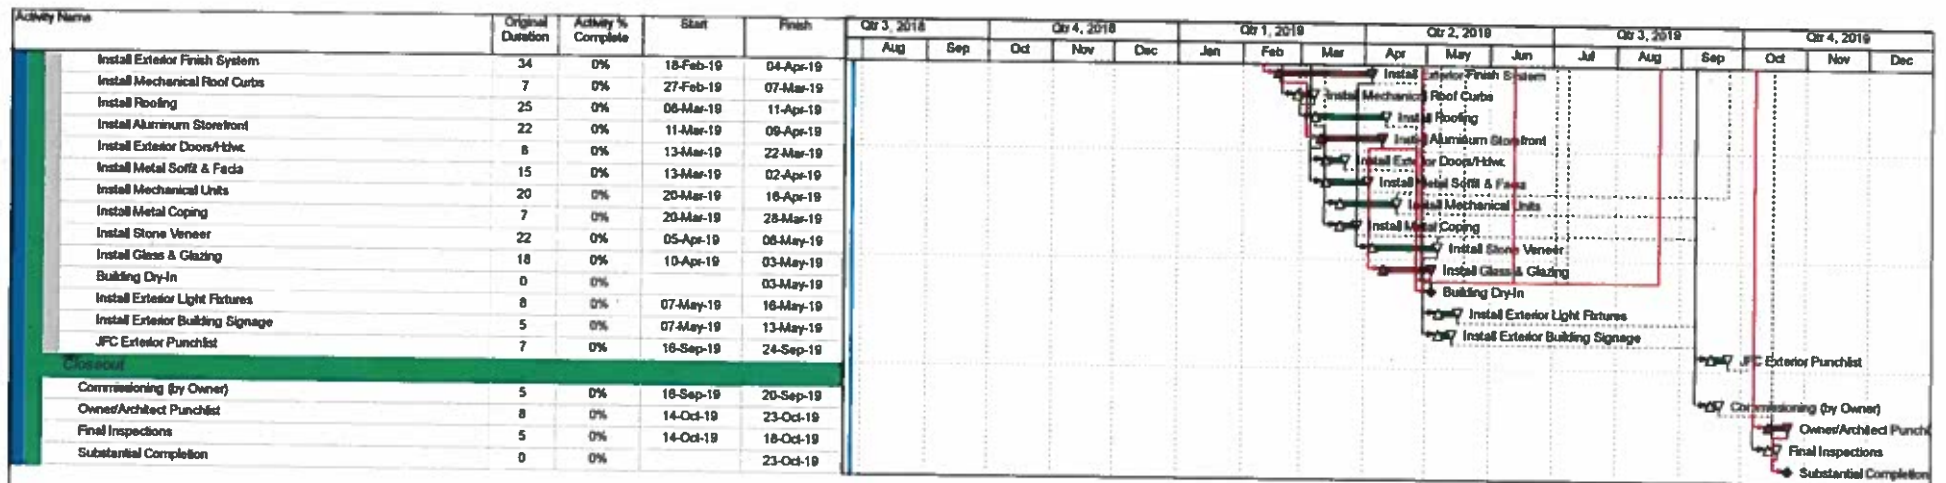 Activity Name Original Duration Activity % Complete Start Finish
Qtr 3, 2018 Qtr 4, 2018 Qtr 1, 2019 Qtr 2, 2019 Qtr 3, 2019 Qtr 4, 2019
Aug Sep Oct Nov Dec Jan Feb Mar Apr May Jun Jul Aug Sep Oct Nov Dec
Install Exterior Finish System 34 0% 18-Feb-19 04-Apr-19 Install Exterior Finish System
Install Mechanical Roof Curbs 7 0% 27-Feb-19 07-Mar-19 Install Mechanical Roof Curbs
Install Roofing 25 0% 08-Mar-19 11-Apr-19 Install Roofing
Install Aluminum Storefront 22 0% 11-Mar-19 09-Apr-19 Install Aluminum Storefront
Install Exterior Doors/Hdwr. 8 0% 13-Mar-19 22-Mar-19 Install Exterior Doors/Hdwr.
Install Metal Soffit & Facia 15 0% 13-Mar-19 02-Apr-19 Install Metal Soffit & Facia
Install Mechanical Units 20 0% 20-Mar-19 16-Apr-19 Install Mechanical Units
Install Metal Coping 7 0% 20-Mar-19 28-Mar-19 Install Metal Coping
Install Stone Veneer 22 0% 05-Apr-19 06-May-19 Install Stone Veneer
Install Glass & Glazing 18 0% 10-Apr-19 03-May-19 Install Glass & Glazing
Building Dry-In 0 0% 03-May-19 Building Dry-In
Install Exterior Light Fixtures 8 0% 07-May-19 16-May-19 Install Exterior Light Fixtures
Install Exterior Building Signage 5 0% 07-May-19 13-May-19 Install Exterior Building Signage
JFC Exterior Punchlist 7 0% 16-Sep-19 24-Sep-19 JFC Exterior Punchlist
Closeout
Commissioning (by Owner) 5 0% 16-Sep-19 20-Sep-19 Commissioning (by Owner)
Owner/Architect Punchlist 8 0% 14-Oct-19 23-Oct-19 Owner/Architect Punchl
Final Inspections 5 0% 14-Oct-19 18-Oct-19 Final Inspections
Substantial Completion 0 0% 23-Oct-19 Substantial Completion